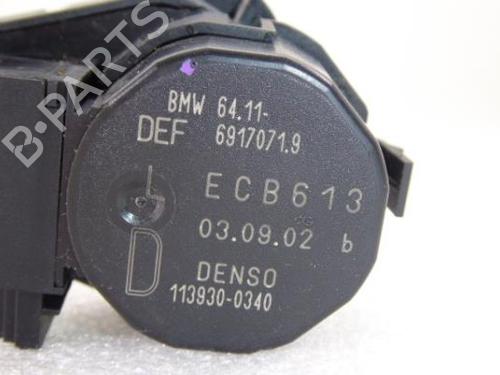 BMW 64.11-
DEF 6917071.9
L ECB613
03.09.02 b
D DENSO
113930-0340
B-PARTS